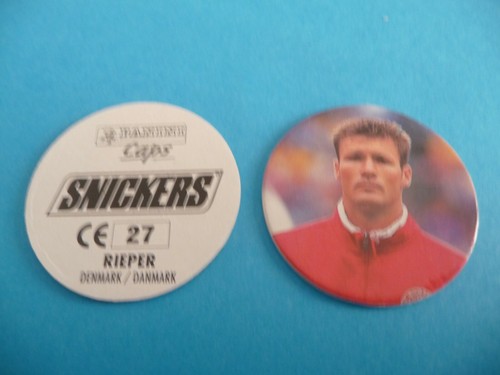 PANINI
Caps
SNICKERS
CE 27
RIEPER
DENMARK / DANMARK